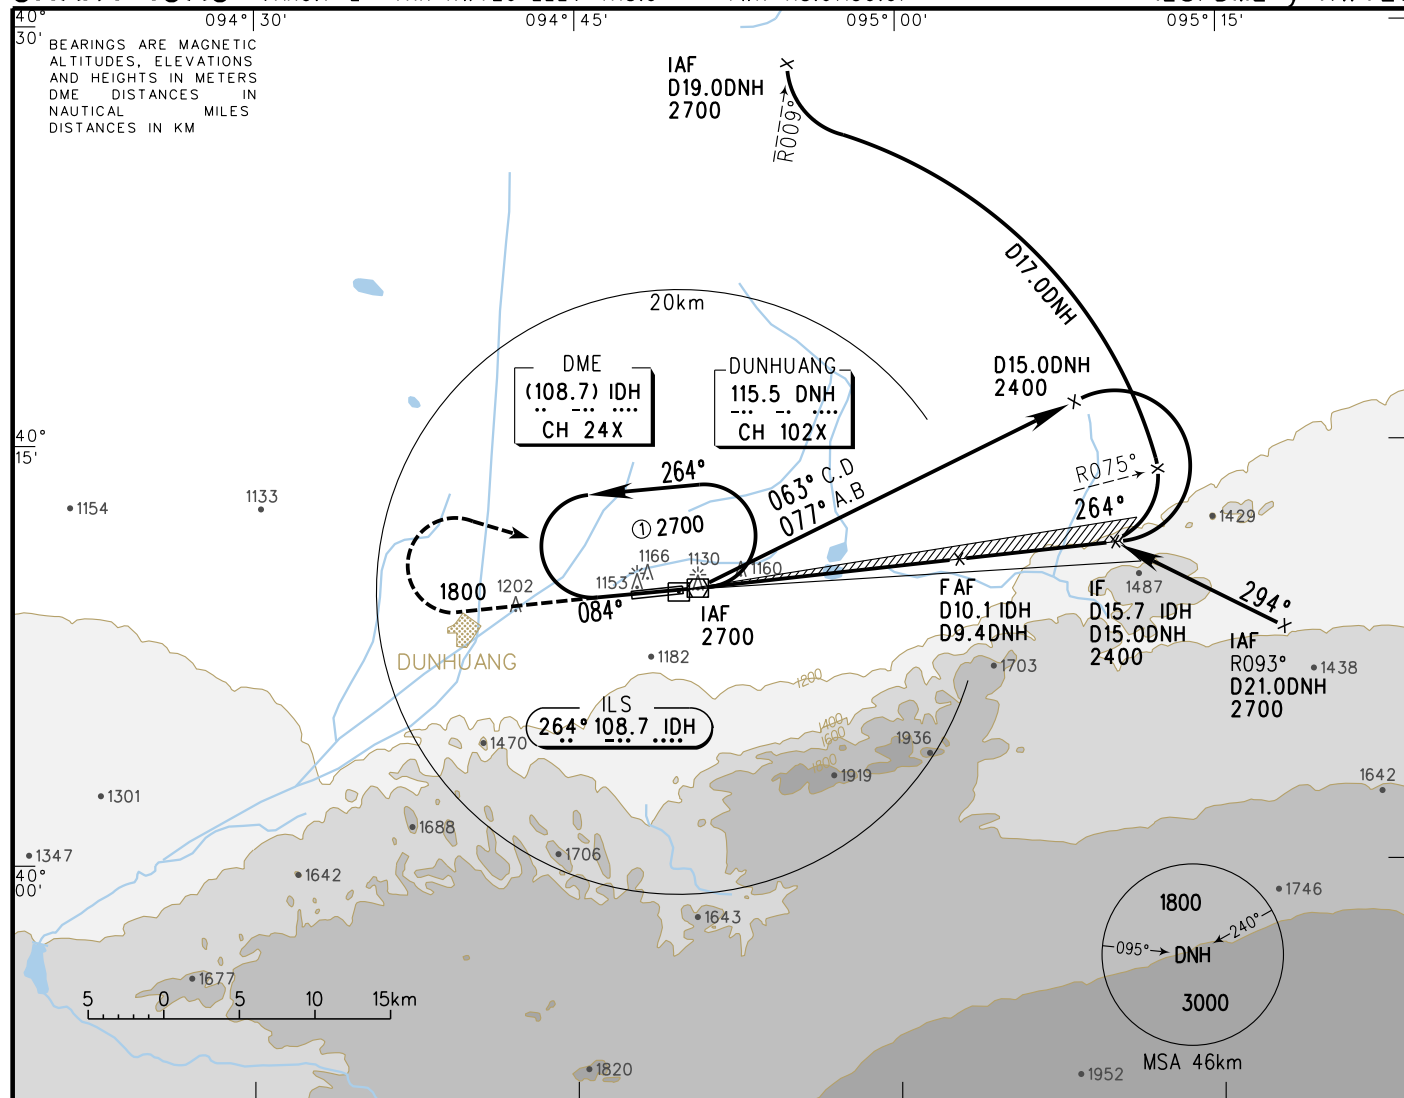 094°30'
094°45'
095°00'
095°15'
40°
30'
BEARINGS ARE MAGNETIC
ALTITUDES, ELEVATIONS
AND HEIGHTS IN METERS
DME DISTANCES IN
NAUTICAL MILES
DISTANCES IN KM
IAF
D19.0DNH
2700
R009°
D17.0DNH
20km
DME
(108.7) IDH
CH 24X
DUNHUANG
115.5 DNH
CH 102X
D15.0DNH
2400
40°
15'
264°
063° C.D
077° A.B
R075°
264°
1154
1133
① 2700
1429
1166
1130
1153
1160
1202
1800
084°
IAF
2700
FAF
D10.1 IDH
D9.4DNH
IF
D15.7 IDH
D15.0DNH
2400
1487
294°
IAF
R093°
D21.0DNH
2700
DUNHUANG
1182
1703
1438
1200
ILS
264° 108.7 IDH
1400
1600
1800
1470
1936
1919
1301
1642
1688
1706
1347
40°
00'
1642
1746
1643
1800
240°
095°
DNH
3000
1677
5 0 5 10 15km
MSA 46km
1820
1952